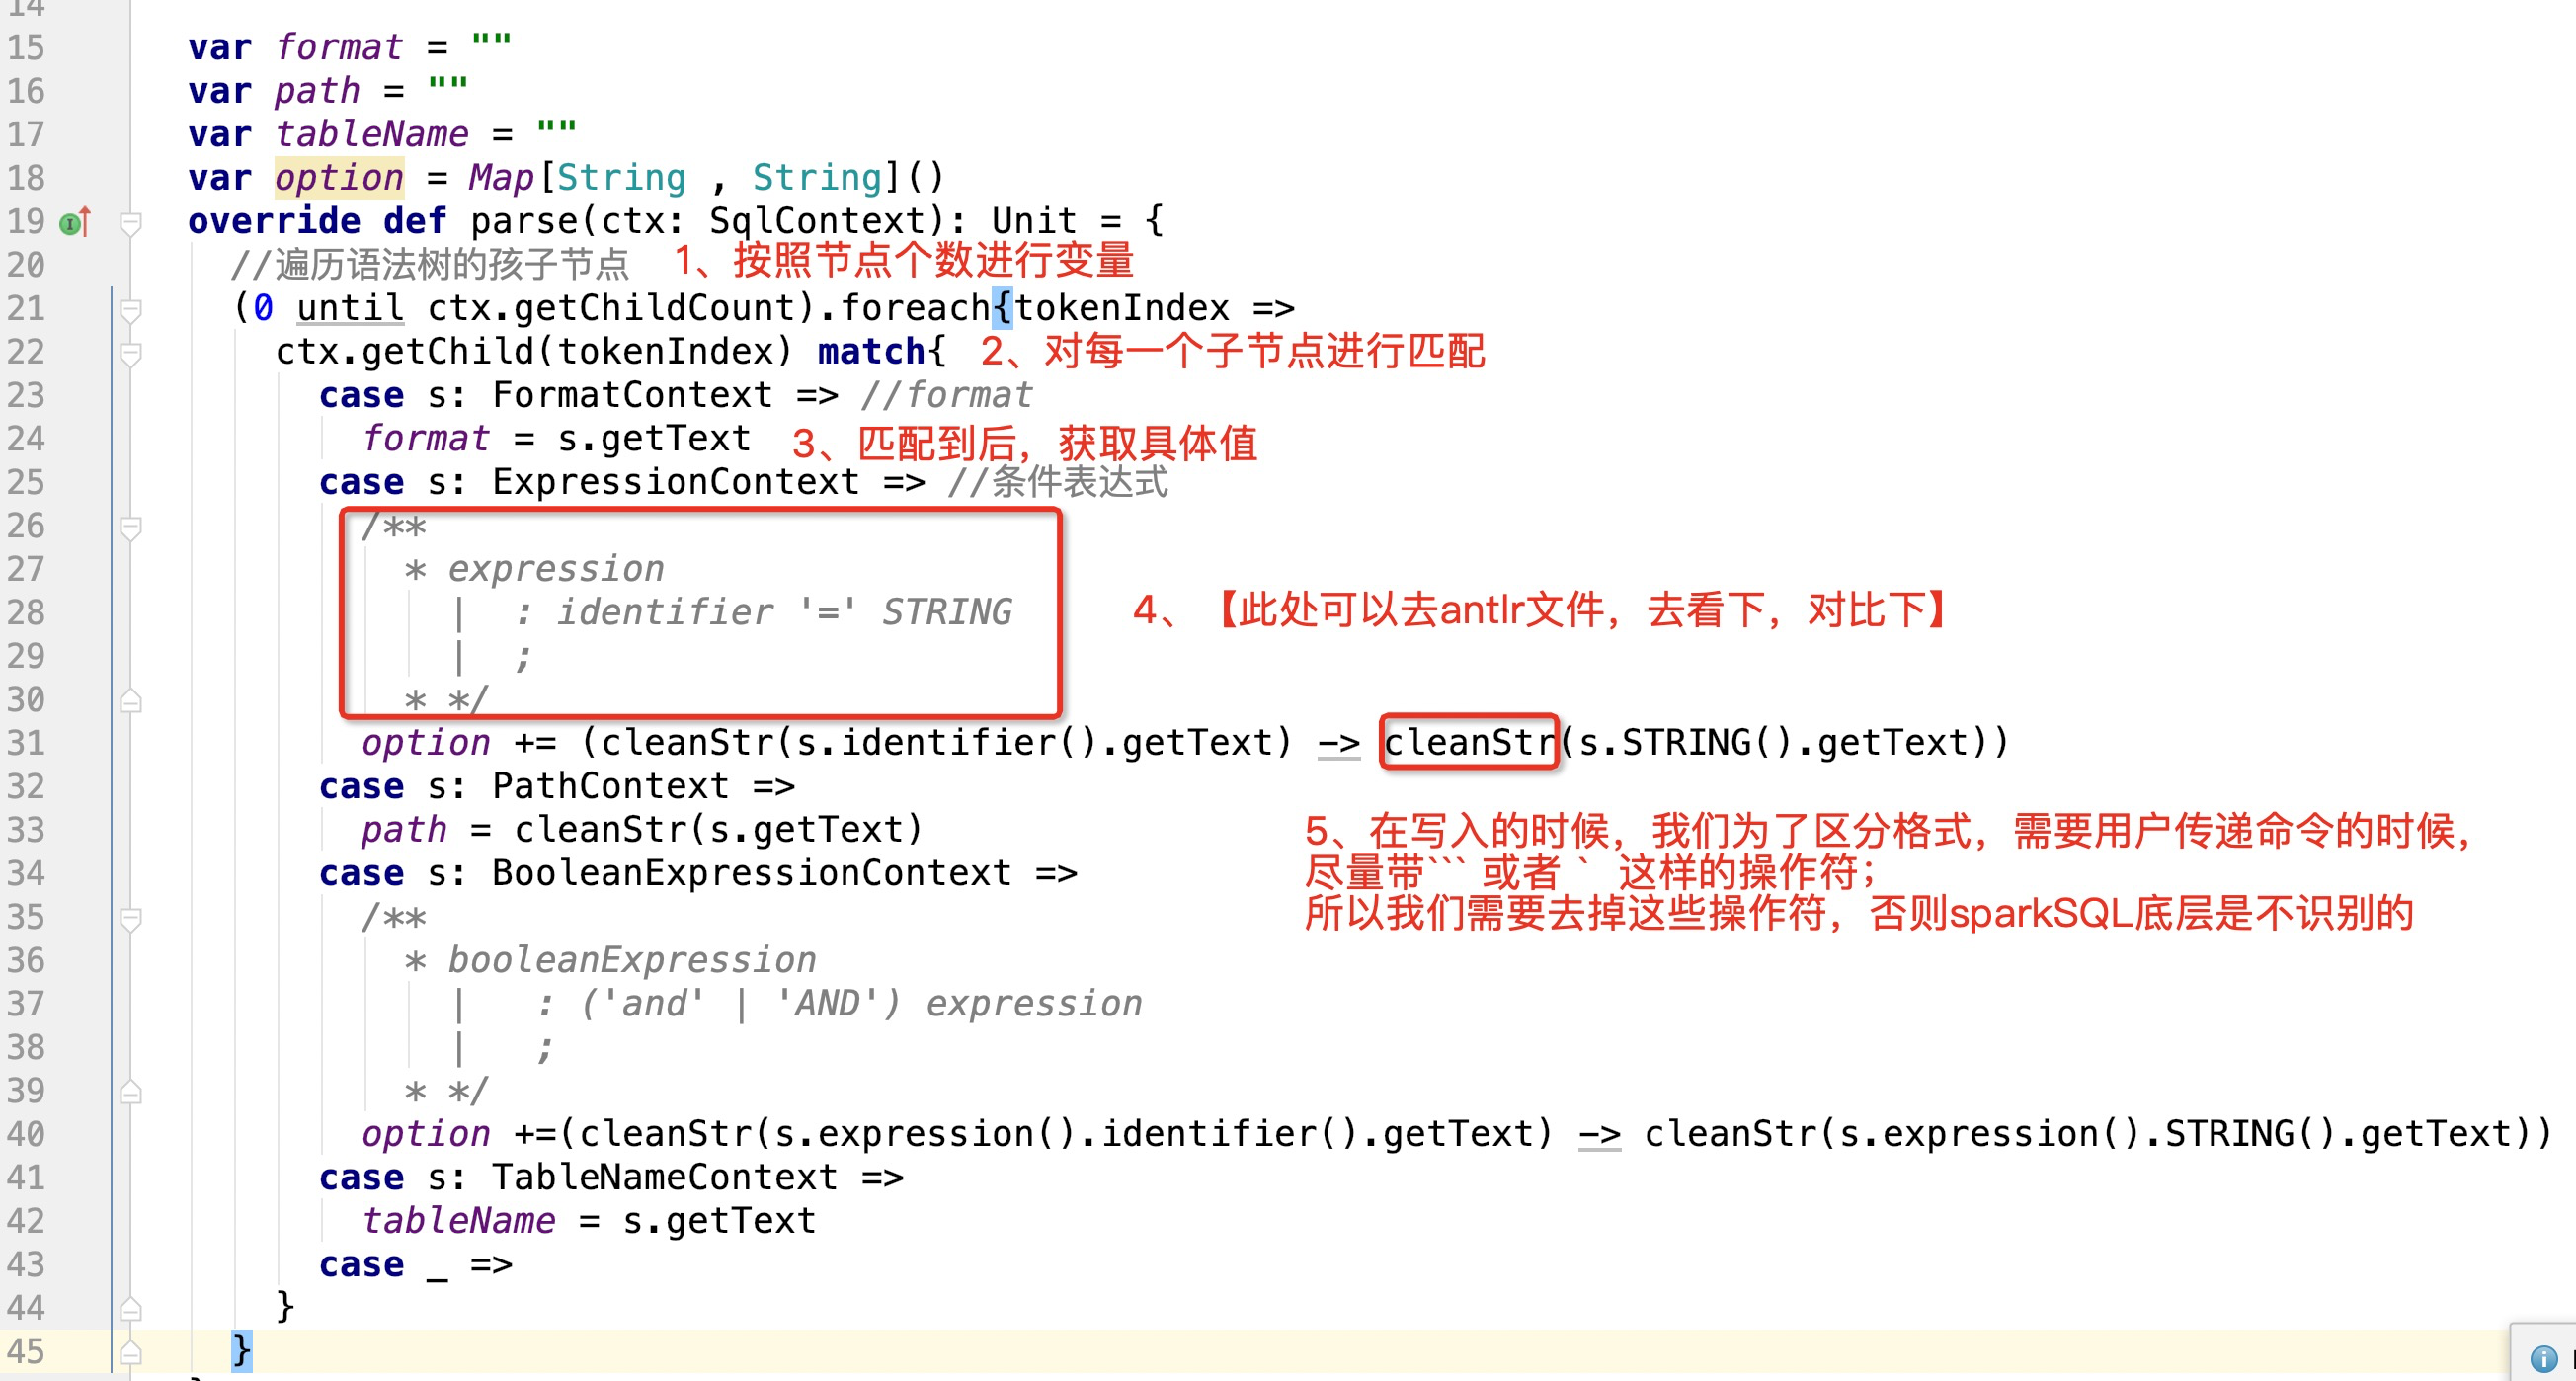 14
15 var format = ""
16 var path = ""
17 var tableName = ""
18 var option = Map[String , String]()
19 override def parse(ctx: SqlContext): Unit = {
20 //遍历语法树的孩子节点 1、按照节点个数进行变量
21 (0 until ctx.getChildCount).foreach{tokenIndex =>
22 ctx.getChild(tokenIndex) match{ 2、对每一个子节点进行匹配
23 case s: FormatContext => //format
24 format = s.getText 3、匹配到后，获取具体值
25 case s: ExpressionContext => //条件表达式
26 /**
27 * expression
28 | : identifier '=' STRING 4、【此处可以去antlr文件，去看下，对比下】
29 | ;
30 * */
31 option += (cleanStr(s.identifier().getText) -> cleanStr(s.STRING().getText))
32 case s: PathContext =>
33 path = cleanStr(s.getText) 5、在写入的时候，我们为了区分格式，需要用户传递命令的时候，
34 case s: BooleanExpressionContext => 尽量带``` 或者 ` 这样的操作符；
35 /** 所以我们需要去掉这些操作符，否则sparkSQL底层是不识别的
36 * booleanExpression
37 | : ('and' | 'AND') expression
38 | ;
39 * */
40 option +=(cleanStr(s.expression().identifier().getText) -> cleanStr(s.expression().STRING().getText))
41 case s: TableNameContext =>
42 tableName = s.getText
43 case _ =>
44 }
45 }